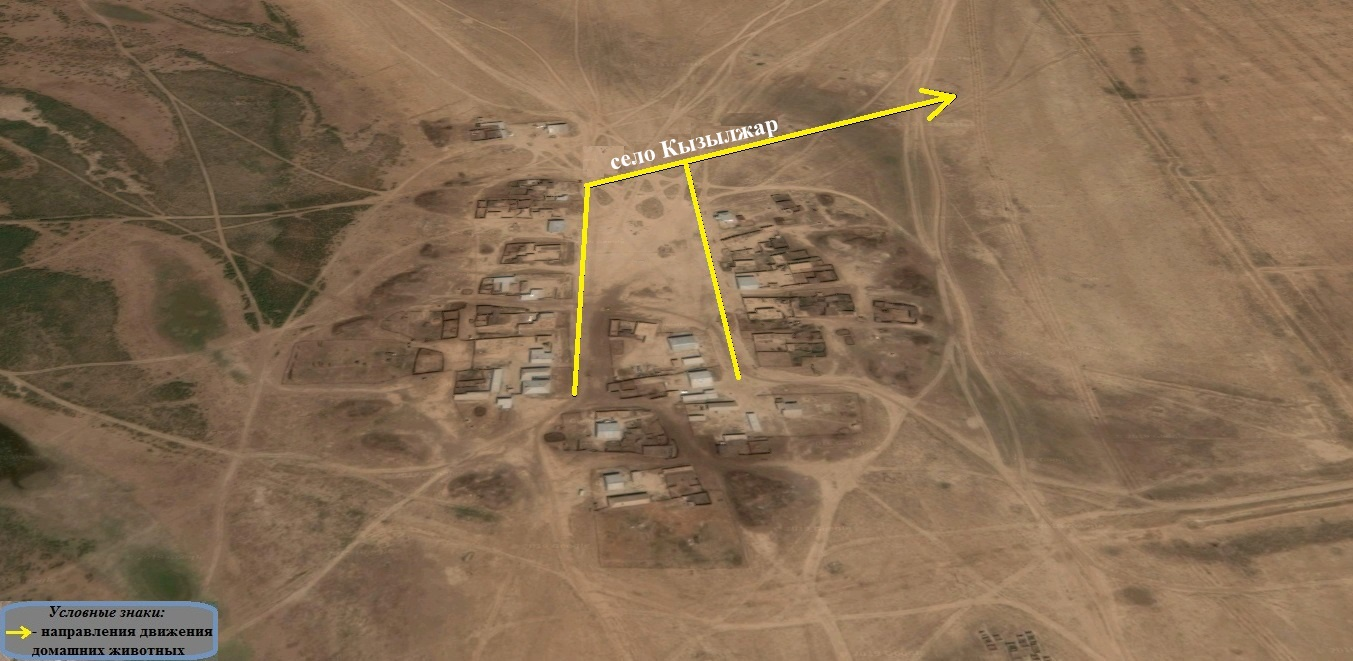 село Кызылжар
Условные знаки:
- направления движения
домашних животных